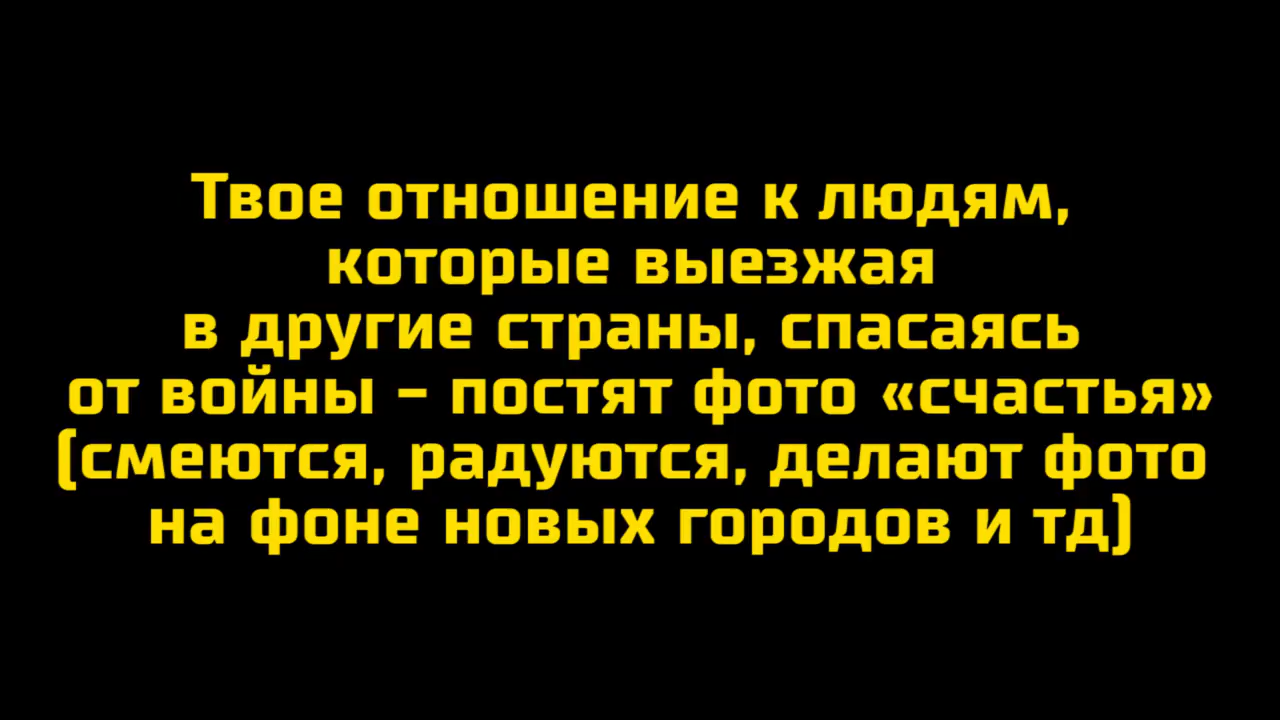 Твое отношение к людям,
которые выезжая
в другие страны, спасаясь
от войны – постят фото «счастья»
(смеются, радуются, делают фото
на фоне новых городов и тд)